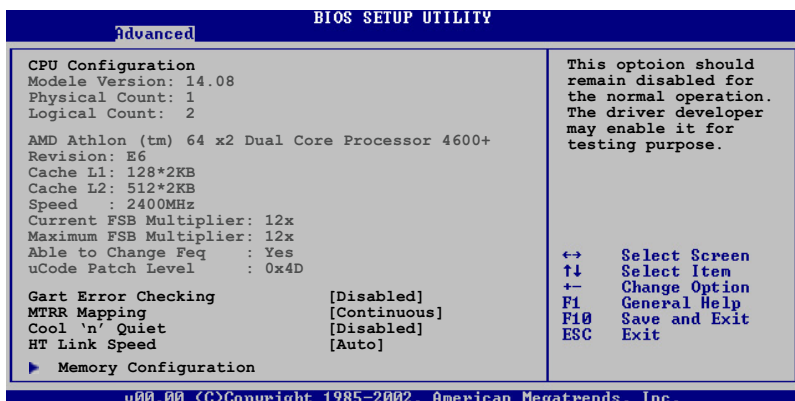 BIOS SETUP UTILITY
Advanced
CPU Configuration
Modele Version: 14.08
Physical Count: 1
Logical Count: 2
AMD Athlon (tm) 64 x2 Dual Core Processor 4600+
Revision: E6
Cache L1: 128*2KB
Cache L2: 512*2KB
Speed : 2400MHz
Current FSB Multiplier: 12x
Maximum FSB Multiplier: 12x
Able to Change Feq : Yes
uCode Patch Level : 0x4D
Gart Error Checking [Disabled]
MTRR Mapping [Continuous]
Cool ‘n’ Quiet [Disabled]
HT Link Speed [Auto]
Memory Configuration
This optoion should
remain disabled for
the normal operation.
The driver developer
may enable it for
testing purpose.
←→ Select Screen
↑↓ Select Item
+- Change Option
F1 General Help
F10 Save and Exit
ESC Exit
v00.00 (C)Copyright 1985-2002, American Megatrends, Inc.